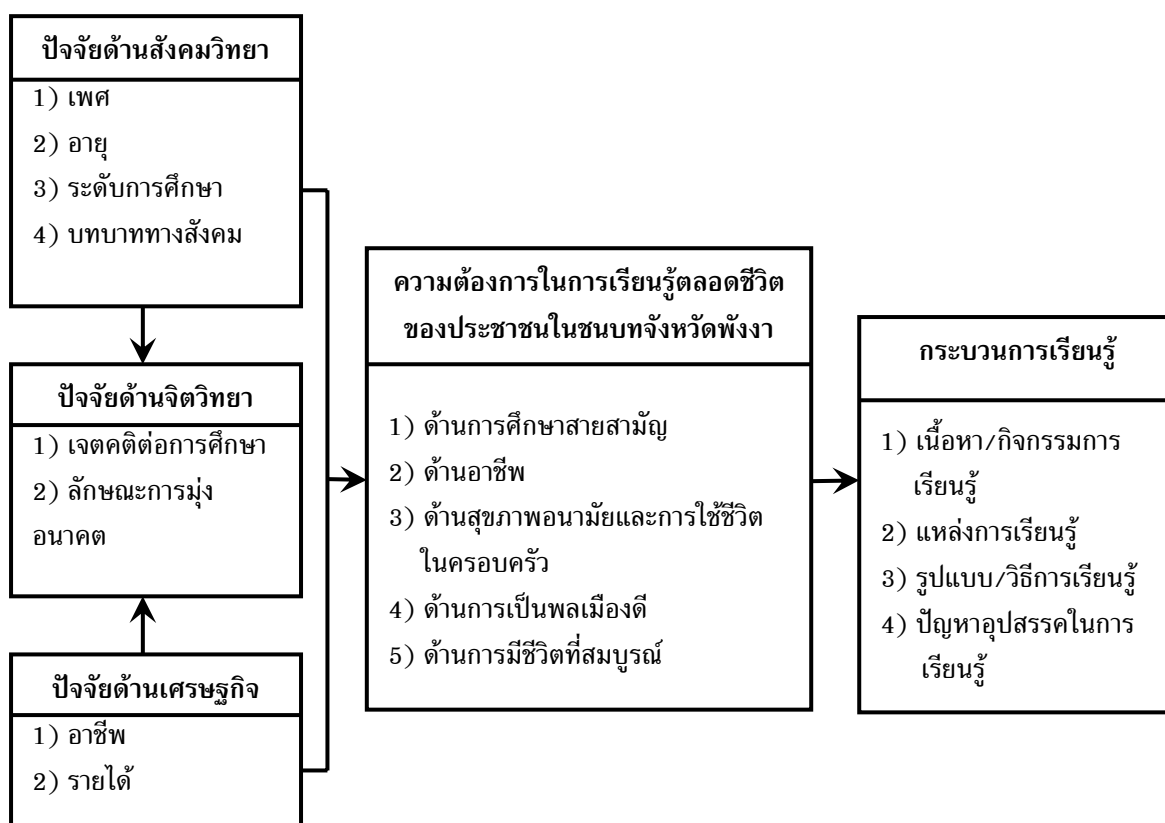 ปัจจัยด้านสังคมวิทยา
1) เพศ
2) อายุ
3) ระดับการศึกษา
4) บทบาททางสังคม
ปัจจัยด้านจิตวิทยา
1) เจตคติต่อการศึกษา
2) ลักษณะการมุ่ง
อนาคต
ปัจจัยด้านเศรษฐกิจ
1) อาชีพ
2) รายได้
ความต้องการในการเรียนรู้ตลอดชีวิต
ของประชาชนในชนบทจังหวัดพังงา
1) ด้านการศึกษาสายสามัญ
2) ด้านอาชีพ
3) ด้านสุขภาพอนามัยและการใช้ชีวิต
ในครอบครัว
4) ด้านการเป็นพลเมืองดี
5) ด้านการมีชีวิตที่สมบูรณ์
กระบวนการเรียนรู้
1) เนื้อหา/กิจกรรมการ
เรียนรู้
2) แหล่งการเรียนรู้
3) รูปแบบ/วิธีการเรียนรู้
4) ปัญหาอุปสรรคในการ
เรียนรู้